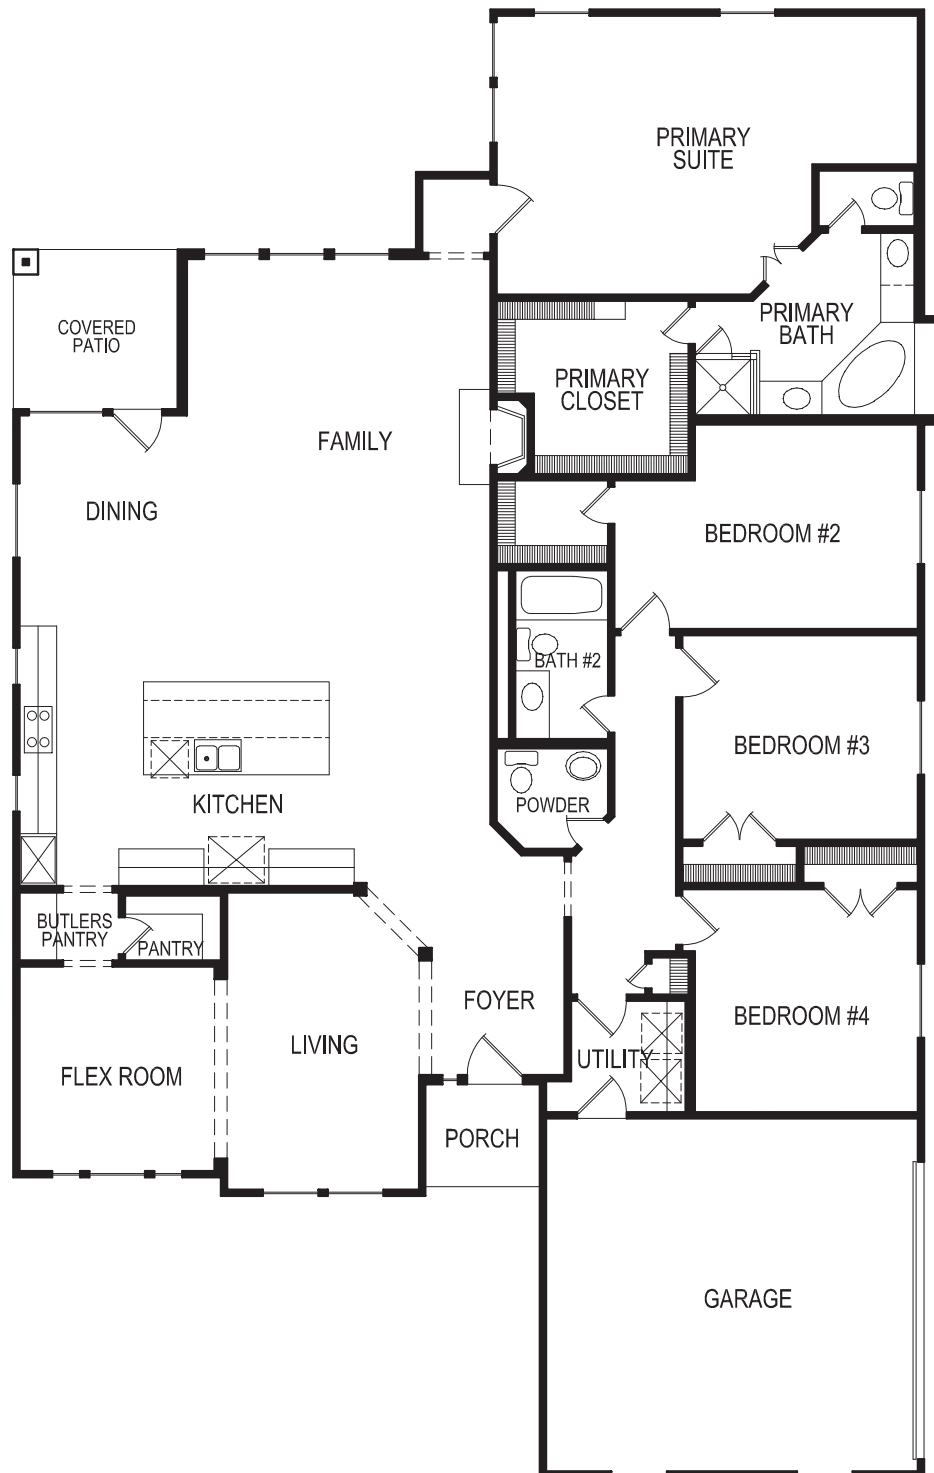 PRIMARY
SUITE
COVERED
PATIO
PRIMARY
BATH
PRIMARY
CLOSET
FAMILY
DINING
BEDROOM #2
BATH #2
BEDROOM #3
KITCHEN
POWDER
BUTLERS
PANTRY
PANTRY
FOYER
BEDROOM #4
LIVING
UTILITY
FLEX ROOM
PORCH
GARAGE